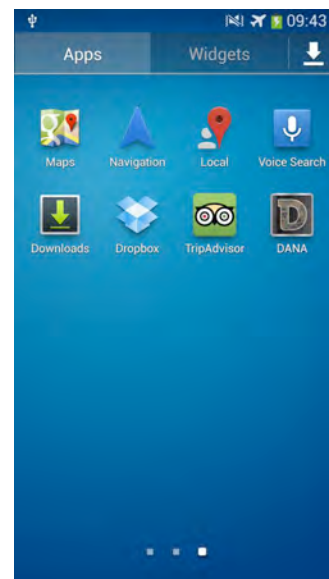 09:43
Apps Widgets
Maps Navigation Local Voice Search
Downloads Dropbox TripAdvisor DANA